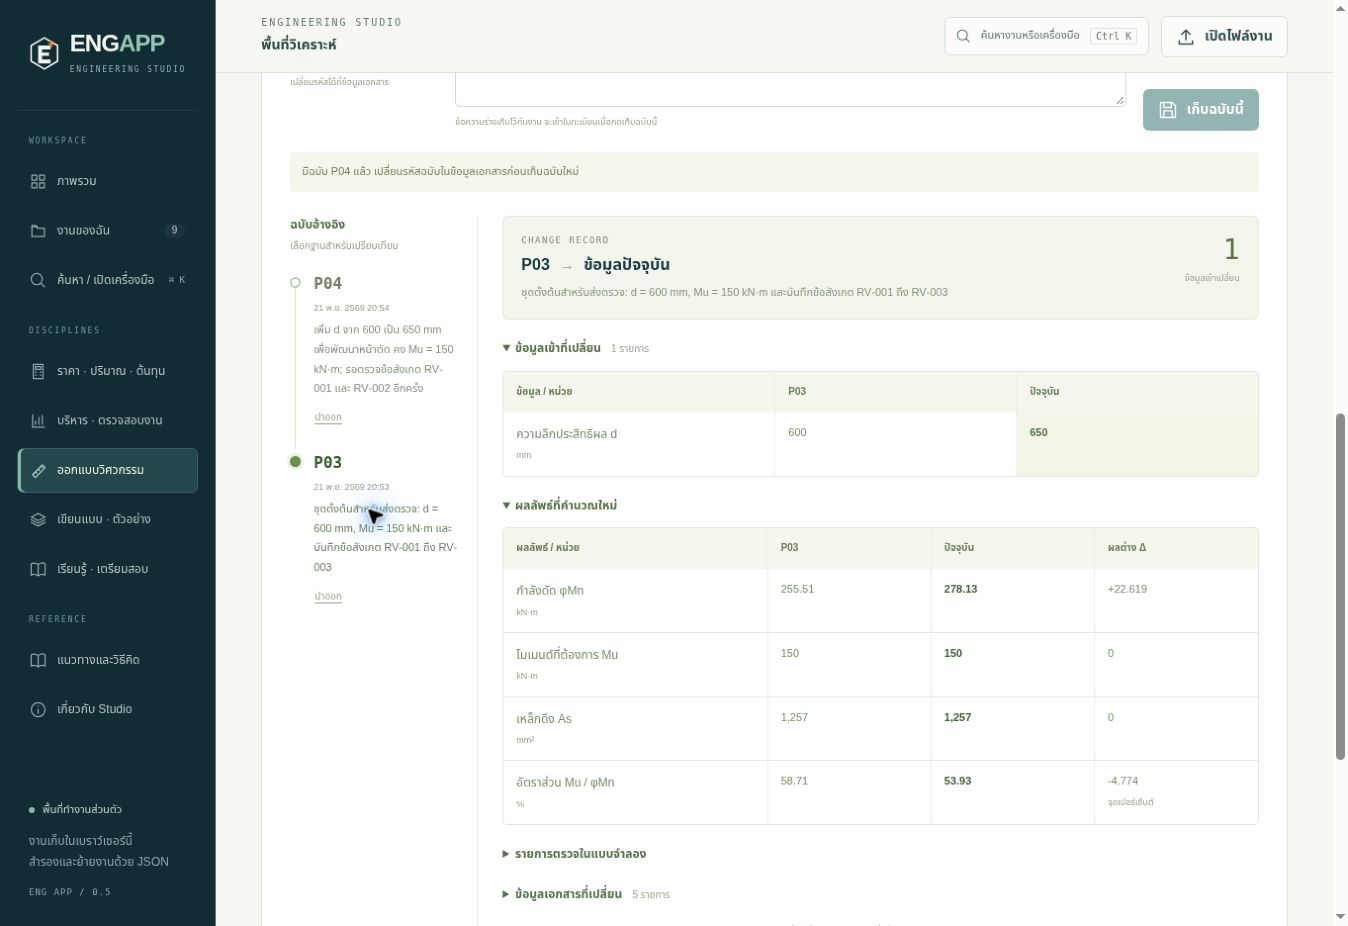 ENGAPP
ENGINEERING STUDIO
WORKSPACE
ภาพรวม
งานของฉัน 9
ค้นหา / เปิดเครื่องมือ ⌘ K
DISCIPLINES
ราคา · ปริมาณ · ต้นทุน
บริหาร · ตรวจสอบงาน
ออกแบบวิศวกรรม
เขียนแบบ · ตัวอย่าง
เรียนรู้ · เตรียมสอบ
REFERENCE
แนวทางและวิธีคิด
เกี่ยวกับ Studio
พื้นที่ทำงานส่วนตัว
งานเก็บในเบราว์เซอร์นี้
สำรองและย้ายงานด้วย JSON
ENG APP / 0.5
ENGINEERING STUDIO
พื้นที่วิเคราะห์
ค้นหางานหรือเครื่องมือ Ctrl K
เปิดไฟล์งาน
เปลี่ยนรหัสได้ที่ข้อมูลเอกสาร
ข้อความร่างเก็บไว้กับงาน จะเข้าในทะเบียนเมื่อกดเก็บฉบับนี้
เก็บฉบับนี้
มีฉบับ P04 แล้ว เปลี่ยนรหัสฉบับในข้อมูลเอกสารก่อนเก็บฉบับใหม่
ฉบับอ้างอิง
เลือกฐานสำหรับเปรียบเทียบ
P04
21 พ.ย. 2569 20:54
เพิ่ม d จาก 600 เป็น 650 mm
เพื่อพัฒนาหน้าตัด คง Mu = 150
kN·m; รอตรวจข้อสังเกต RV-
001 และ RV-002 อีกครั้ง
นำออก
P03
21 พ.ย. 2569 20:53
ชุดตั้งต้นสำหรับส่งตรวจ: d =
600 mm, Mu = 150 kN·m และ
บันทึกข้อสังเกต RV-001 ถึง RV-
003
นำออก
CHANGE RECORD
P03 → ข้อมูลปัจจุบัน
ชุดตั้งต้นสำหรับส่งตรวจ: d = 600 mm, Mu = 150 kN·m และบันทึกข้อสังเกต RV-001 ถึง RV-003
1
ข้อมูลเข้าเปลี่ยน
▼ ข้อมูลเข้าที่เปลี่ยน 1 รายการ
ข้อมูล / หน่วย P03 ปัจจุบัน
ความลึกประสิทธิผล d 600 650
mm
▼ ผลลัพธ์ที่คำนวณใหม่
ผลลัพธ์ / หน่วย P03 ปัจจุบัน ผลต่าง Δ
กำลังดัด φMn 255.51 278.13 +22.619
kN·m
โมเมนต์ที่ต้องการ Mu 150 150 0
kN·m
เหล็กดึง As 1,257 1,257 0
mm²
อัตราส่วน Mu / φMn 58.71 53.93 -4.774
% จุดเปอร์เซ็นต์
▶ รายการตรวจในแบบจำลอง
▶ ข้อมูลเอกสารที่เปลี่ยน 5 รายการ